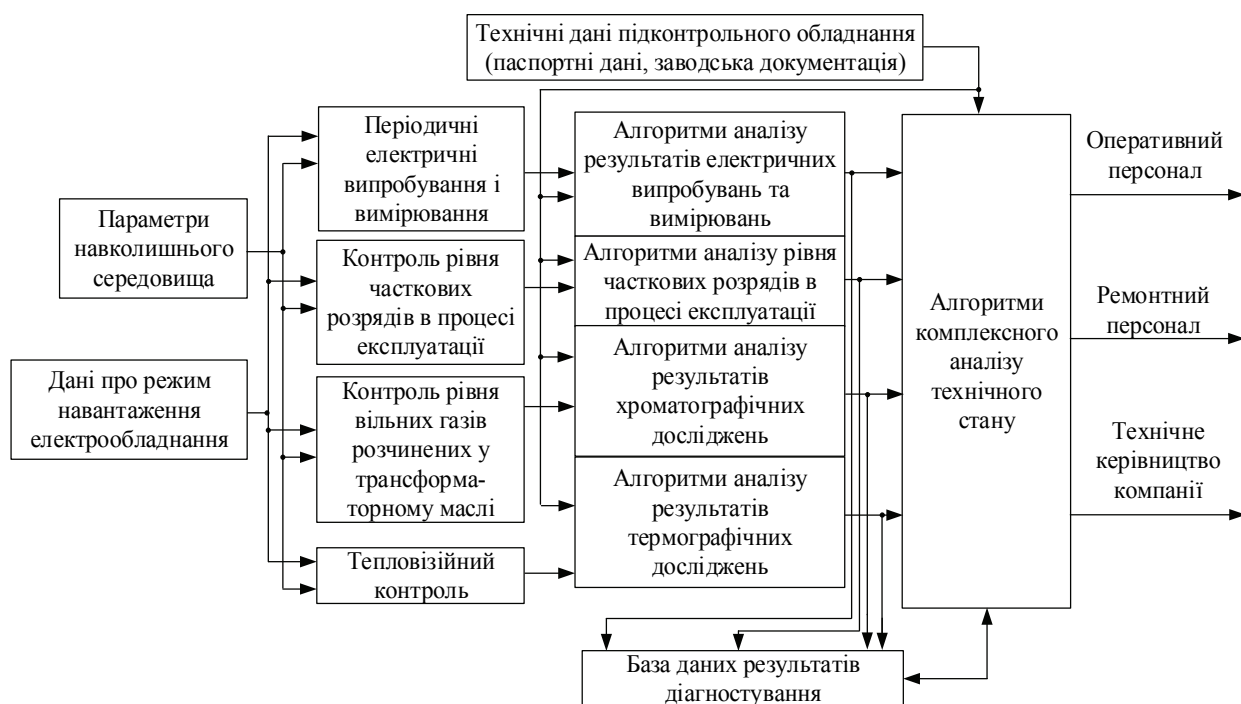 Технічні дані підконтрольного обладнання
(паспортні дані, заводська документація)
Параметри
навколишнього
середовища
Дані про режим
навантаження
електрообладнання
Періодичні
електричні
випробування і
вимірювання
Контроль рівня
часткових
розрядів в процесі
експлуатації
Контроль рівня
вільних газів
розчинених у
трансформа-
торному маслі
Тепловізійний
контроль
Алгоритми аналізу
результатів електричних
випробувань та
вимірювань
Алгоритми аналізу рівня
часткових розрядів в
процесі експлуатації
Алгоритми аналізу
результатів
хроматографічних
досліджень
Алгоритми аналізу
результатів
термографічних
досліджень
Алгоритми
комплексного
аналізу
технічного
стану
Оперативний
персонал
Ремонтний
персонал
Технічне
керівництво
компанії
База даних результатів
діагностування